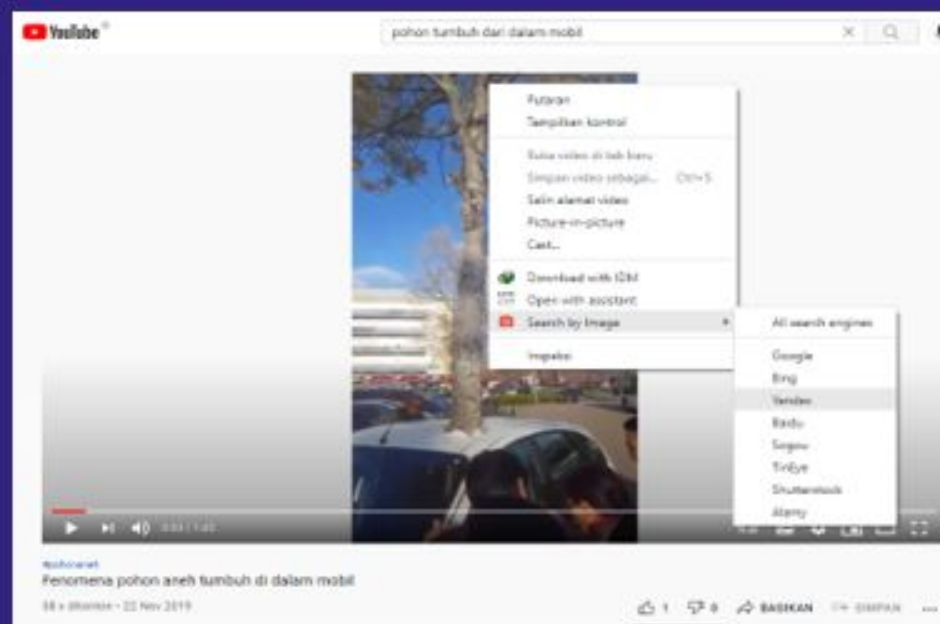 YouTube
pohon tumbuh dari dalam mobil
Putaran
Tampilkan kontrol
Buka video di tab baru
Simpan video sebagai... Ctrl+S
Salin alamat video
Picture-in-picture
Cast...
Download with IDM
Open with assistant
Search by Image
Inspeksi
All search engines
Google
Bing
Yandex
Baidu
Sogou
TinEye
Shutterstock
Alamy
Fenomena pohon aneh tumbuh di dalam mobil
x ditonton • 22 Nov 2019
1
0
BAGIKAN
SIMPAN